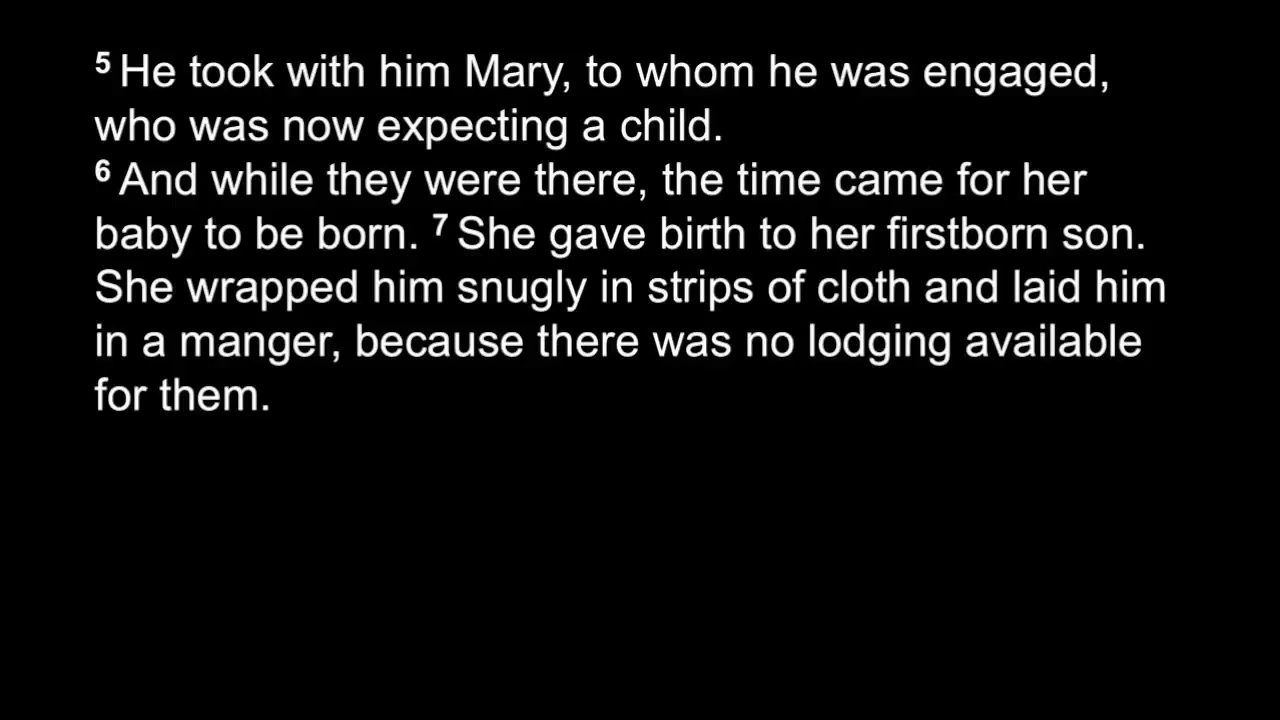 5 He took with him Mary, to whom he was engaged,
who was now expecting a child.
6 And while they were there, the time came for her
baby to be born. 7 She gave birth to her firstborn son.
She wrapped him snugly in strips of cloth and laid him
in a manger, because there was no lodging available
for them.